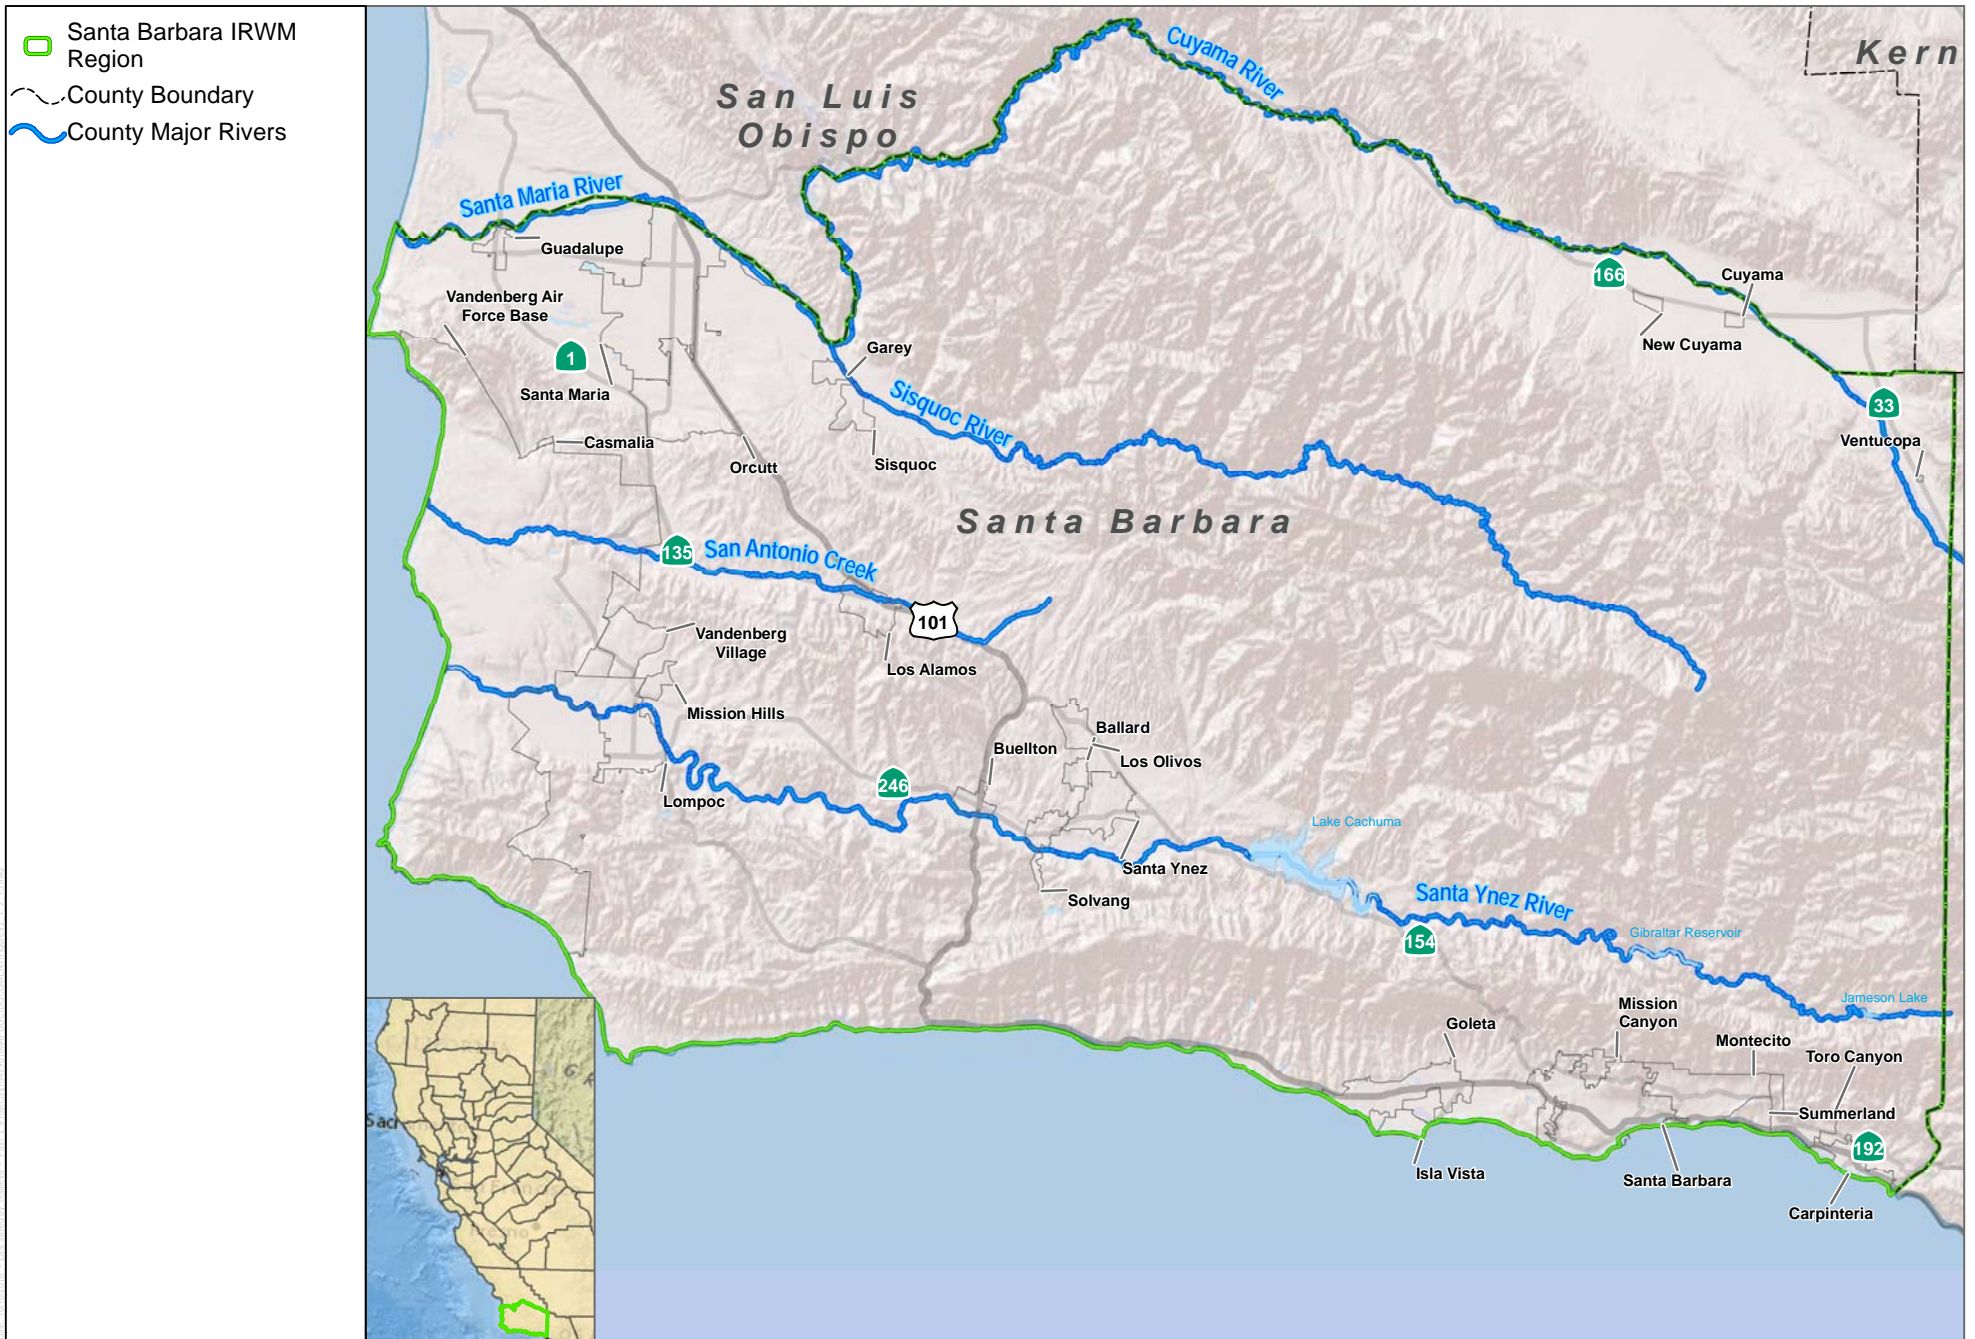 Santa Barbara IRWM
Region
County Boundary
County Major Rivers
Kern
Cuyama River
San Luis
Obispo
Santa Maria River
Guadalupe
Vandenberg Air
Force Base
1
Santa Maria
Casmalia
Orcutt
Garey
Sisquoc River
Sisquoc
166
Cuyama
New Cuyama
33
Ventucopa
Santa Barbara
135
San Antonio Creek
101
Vandenberg
Village
Los Alamos
Mission Hills
Ballard
Buellton
Los Olivos
246
Lompoc
Lake Cachuma
Santa Ynez
Solvang
Santa Ynez River
154
Gibraltar Reservoir
Jameson Lake
Mission
Canyon
Goleta
Montecito
Toro Canyon
Summerland
192
Isla Vista
Santa Barbara
Carpinteria